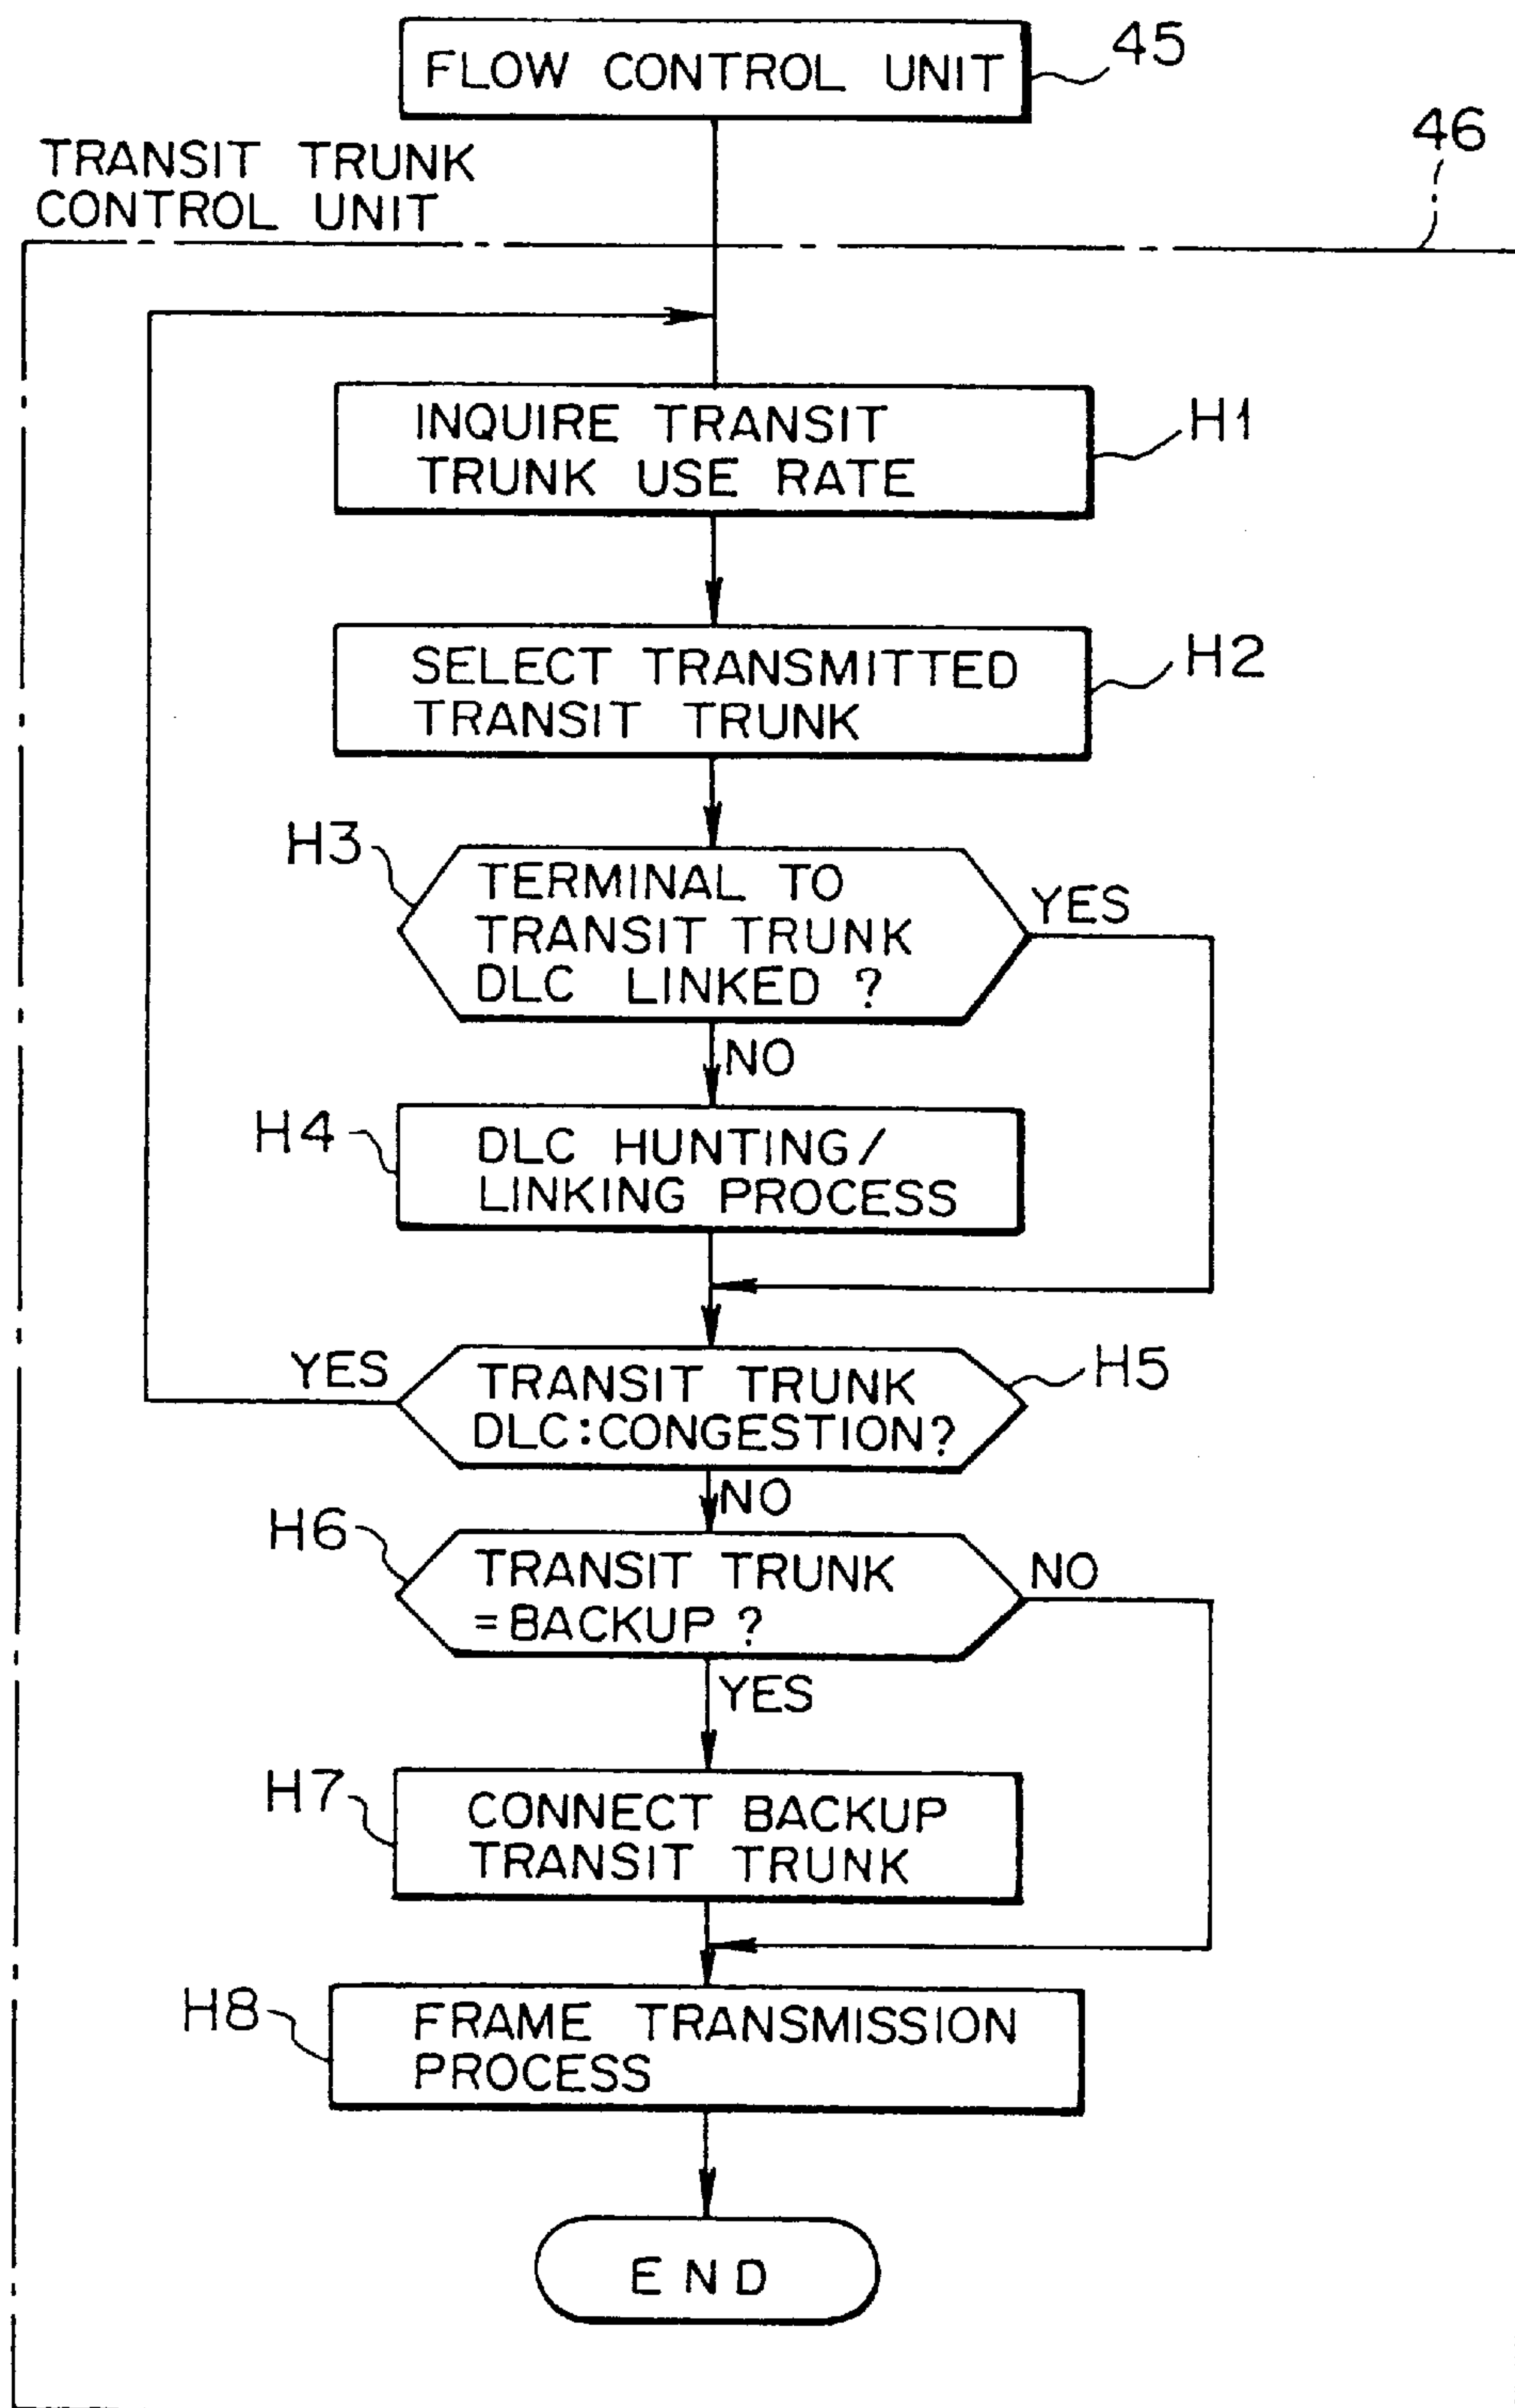 FLOW CONTROL UNIT
45
46
TRANSIT TRUNK
CONTROL UNIT
INQUIRE TRANSIT
TRUNK USE RATE
H1
SELECT TRANSMITTED
TRANSIT TRUNK
H2
H3
TERMINAL TO
TRANSIT TRUNK
DLC LINKED ?
YES
NO
H4
DLC HUNTING/
LINKING PROCESS
YES
TRANSIT TRUNK
DLC:CONGESTION?
H5
NO
H6
TRANSIT TRUNK
=BACKUP ?
NO
YES
H7
CONNECT BACKUP
TRANSIT TRUNK
H8
FRAME TRANSMISSION
PROCESS
END